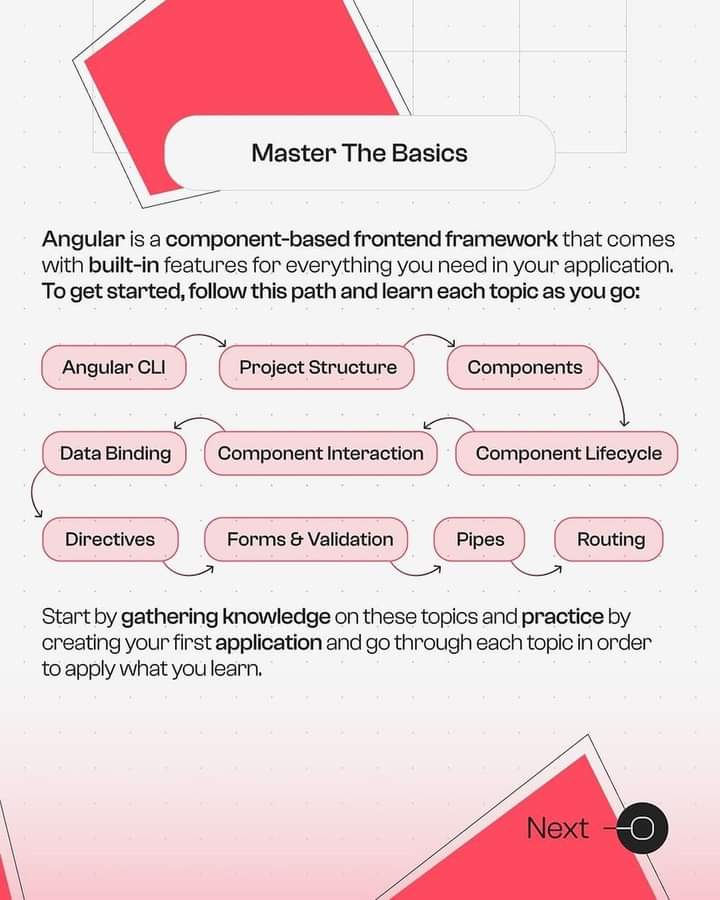 Master The Basics
Angular is a component-based frontend framework that comes
with built-in features for everything you need in your application.
To get started, follow this path and learn each topic as you go:
Angular CLI
Project Structure
Components
Component Lifecycle
Component Interaction
Data Binding
Directives
Forms & Validation
Pipes
Routing
Start by gathering knowledge on these topics and practice by
creating your first application and go through each topic in order
to apply what you learn.
Next